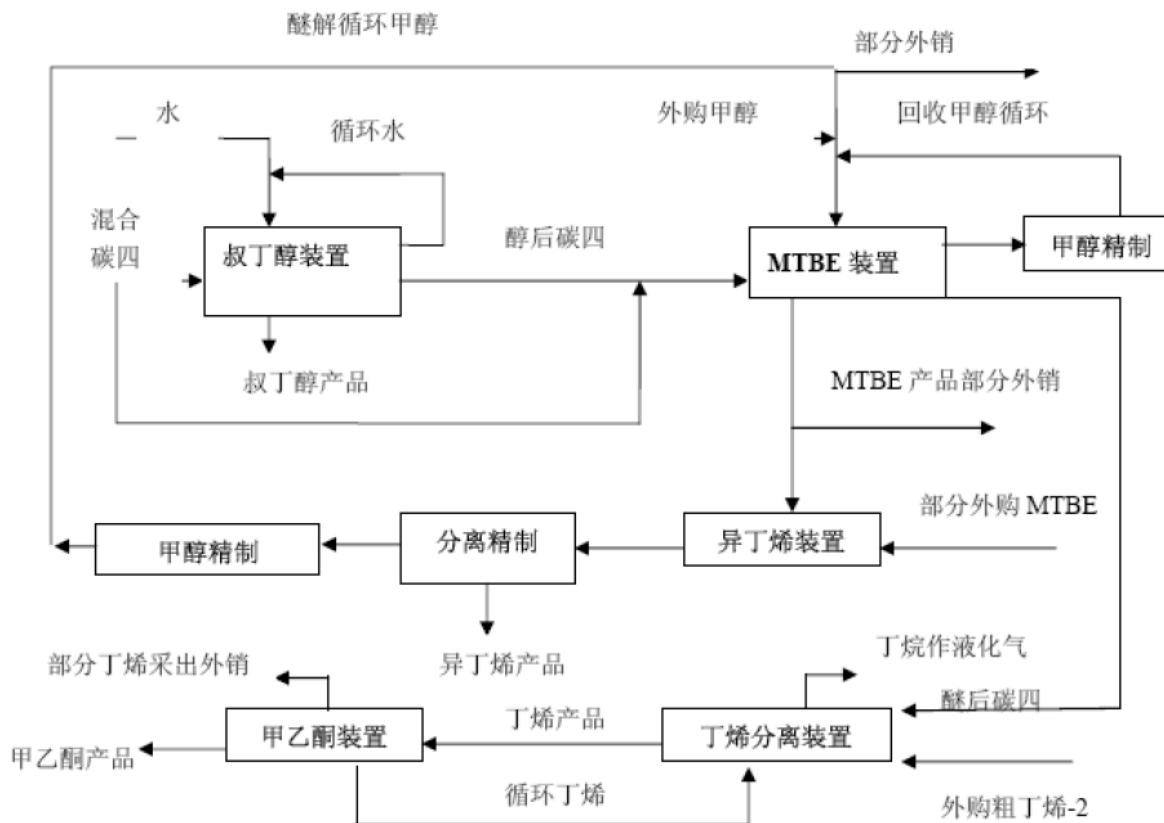 醚解循环甲醇
部分外销
水
外购甲醇
回收甲醇循环
循环水
混合
碳四
叔丁醇装置
醇后碳四
MTBE 装置
甲醇精制
叔丁醇产品
MTBE 产品部分外销
部分外购 MTBE
甲醇精制
分离精制
异丁烯装置
部分丁烯采出外销
异丁烯产品
丁烷作液化气
醚后碳四
丁烯产品
甲乙酮装置
丁烯分离装置
甲乙酮产品
循环丁烯
外购粗丁烯-2